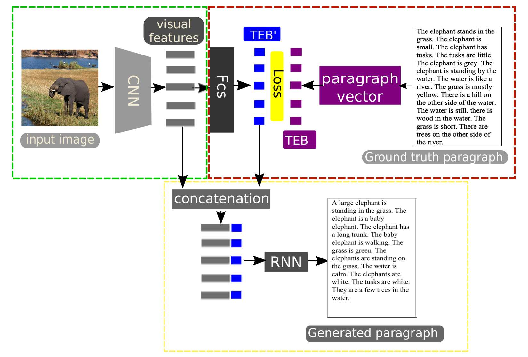 visual
features
CNN
input image
Fcs
TEB'
Loss
TEB
paragraph
vector
The elephant stands in the
grass. The elephant is
small. The elephant has
tusks. The tusks are little.
The elephant is grey. The
elephant is standing by the
water. The water is like a
river. The grass is mostly
yellow. There is a hill on
the other side of the water.
The water is still, there is
wood in the water. The
grass is short. There are
trees on the other side of
the river.
Ground truth paragraph
concatenation
RNN
A large elephant is
standing in the grass. The
elephant is a baby
elephant. The elephant has
a long trunk. The baby
elephant is walking. The
grass is green. The
elephants are standing on
the grass. The water is
calm. The elephants are
white. The tusks are white.
They are a few trees in the
water.
Generated paragraph